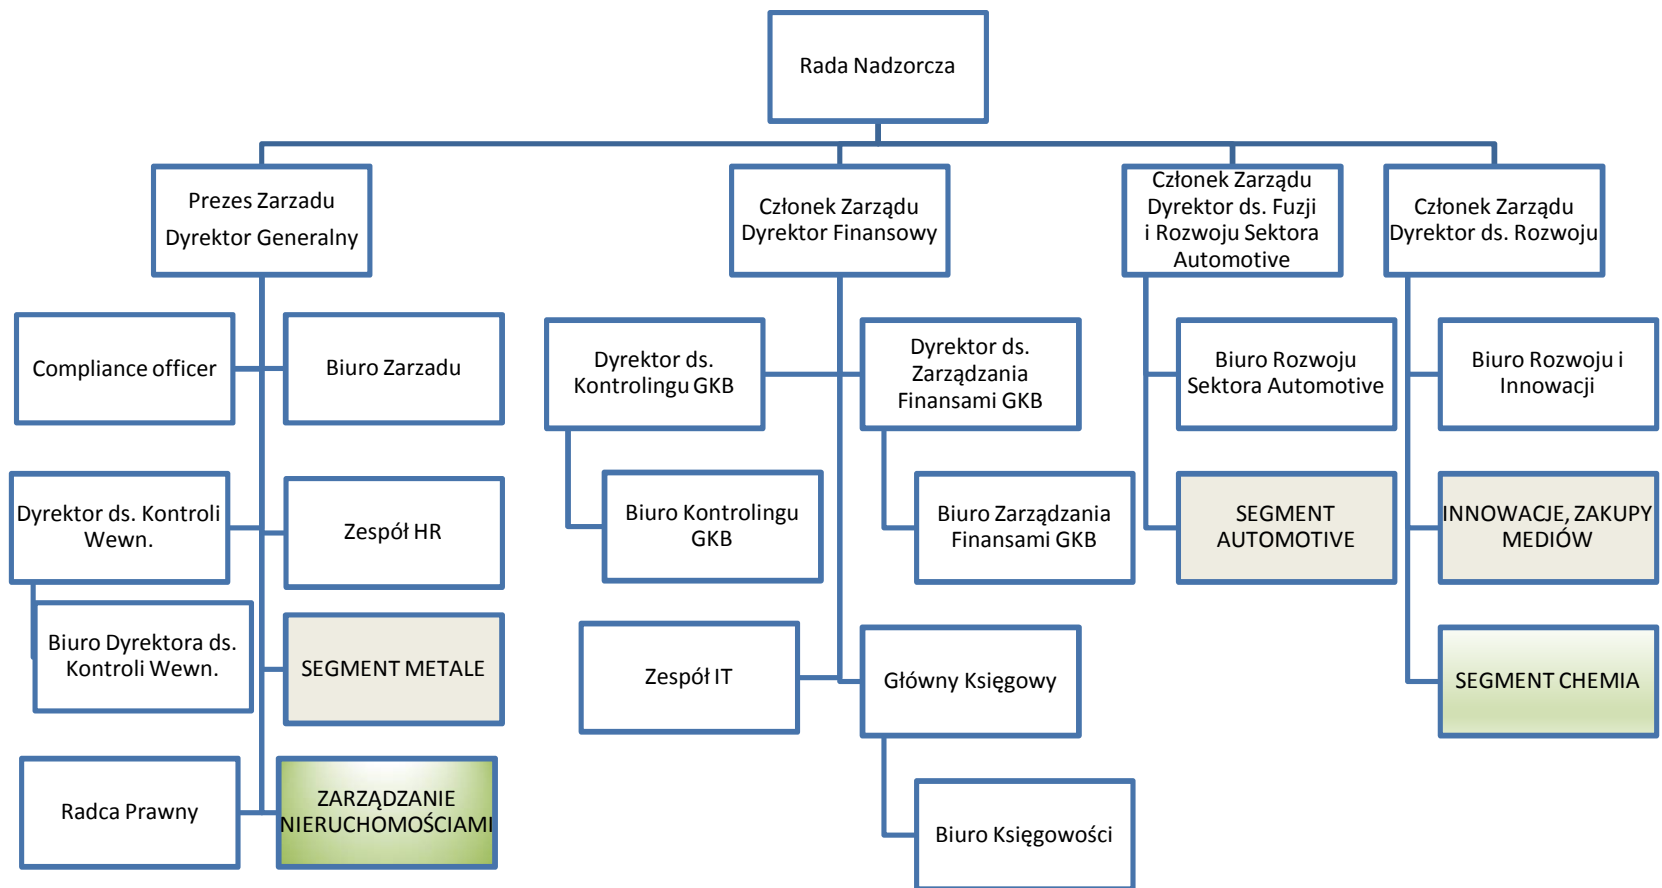 Rada Nadzorcza
Prezes Zarzadu
Dyrektor Generalny
Członek Zarządu
Dyrektor Finansowy
Członek Zarządu
Dyrektor ds. Fuzji
i Rozwoju Sektora
Automotive
Członek Zarządu
Dyrektor ds. Rozwoju
Compliance officer
Biuro Zarzadu
Dyrektor ds.
Kontrolingu GKB
Dyrektor ds.
Zarządzania
Finansami GKB
Biuro Rozwoju
Sektora Automotive
Biuro Rozwoju i
Innowacji
Dyrektor ds. Kontroli
Wewn.
Zespół HR
Biuro Kontrolingu
GKB
Biuro Zarządzania
Finansami GKB
SEGMENT
AUTOMOTIVE
INNOWACJE, ZAKUPY
MEDIÓW
Biuro Dyrektora ds.
Kontroli Wewn.
SEGMENT METALE
Zespół IT
Główny Księgowy
SEGMENT CHEMIA
Radca Prawny
ZARZĄDZANIE
NIERUCHOMOŚCIAMI
Biuro Księgowości